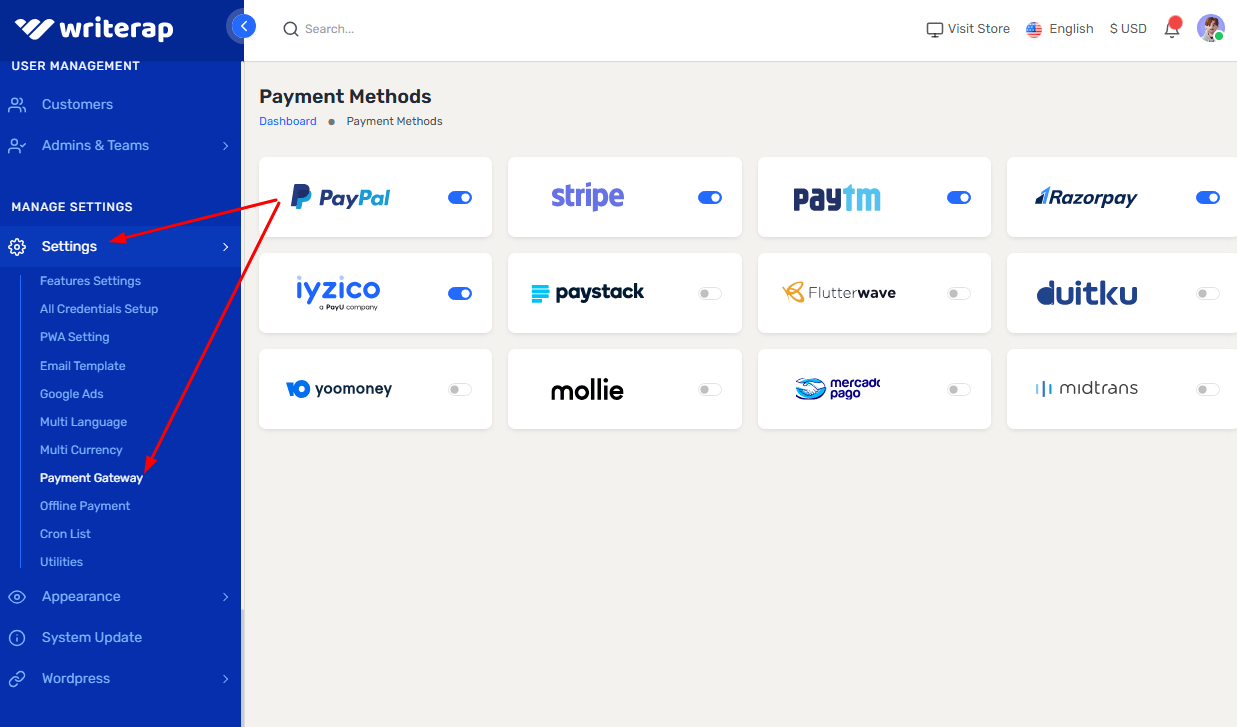 writerap
Search...
Visit Store
English
$ USD
USER MANAGEMENT
Customers
Admins & Teams
MANAGE SETTINGS
Settings
Features Settings
All Credentials Setup
PWA Setting
Email Template
Google Ads
Multi Language
Multi Currency
Payment Gateway
Offline Payment
Cron List
Utilities
Appearance
System Update
Wordpress
Payment Methods
Dashboard ● Payment Methods
PayPal
stripe
paytm
Razorpay
iyzico
a PayU company
paystack
Flutterwave
duitku
yoomoney
mollie
mercado
pago
midtrans